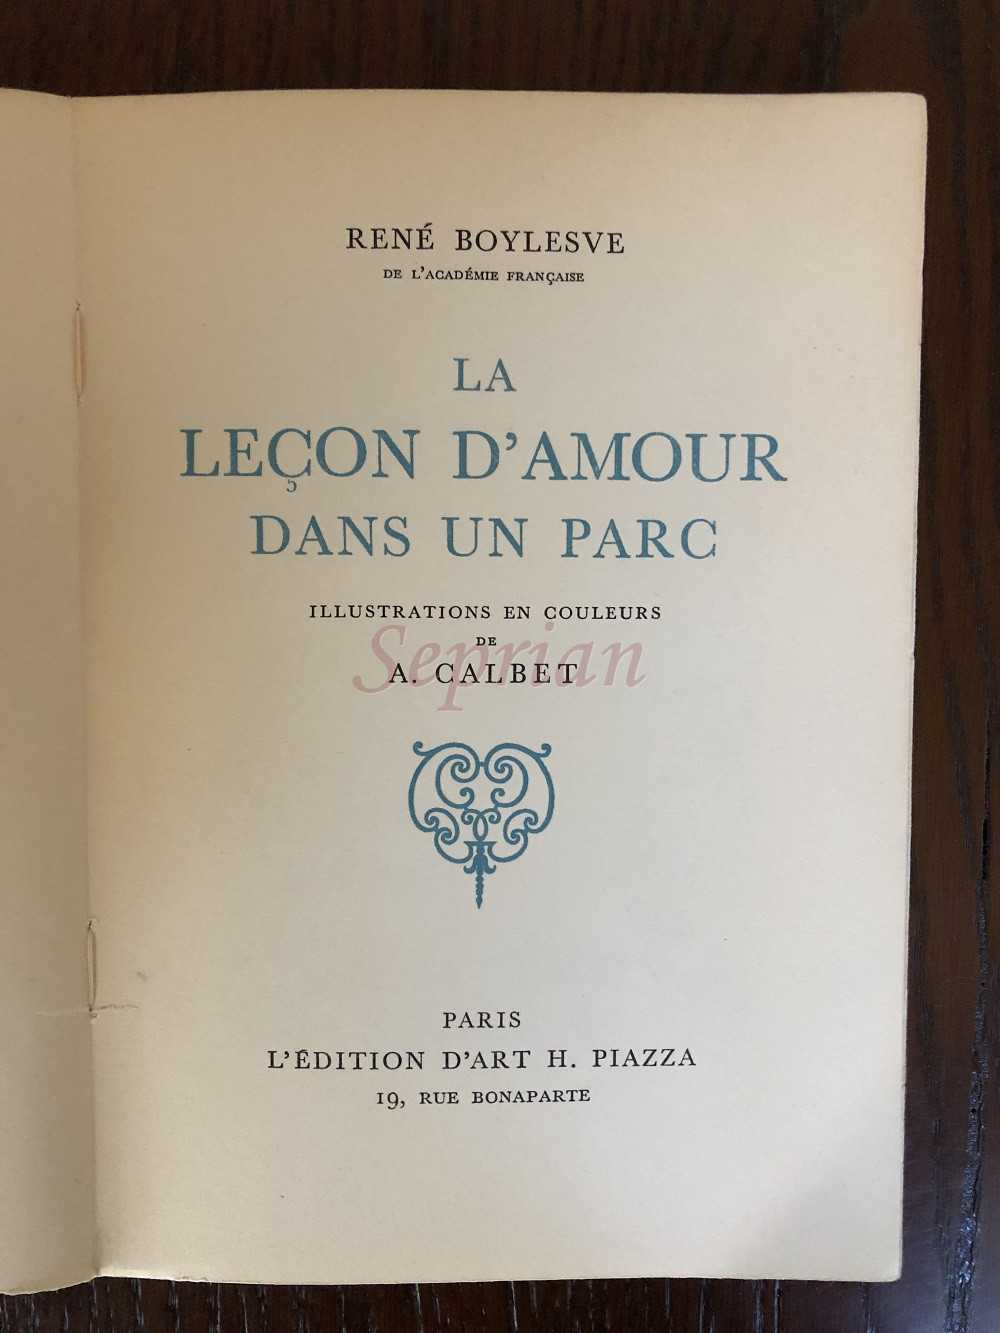 RENÉ BOYLESVE
DE L'ACADÉMIE FRANÇAISE
LA
LEÇON D'AMOUR
DANS UN PARC
ILLUSTRATIONS EN COULEURS
DE
Seprian
A. CALBET
PARIS
L'ÉDITION D'ART H. PIAZZA
19, RUE BONAPARTE